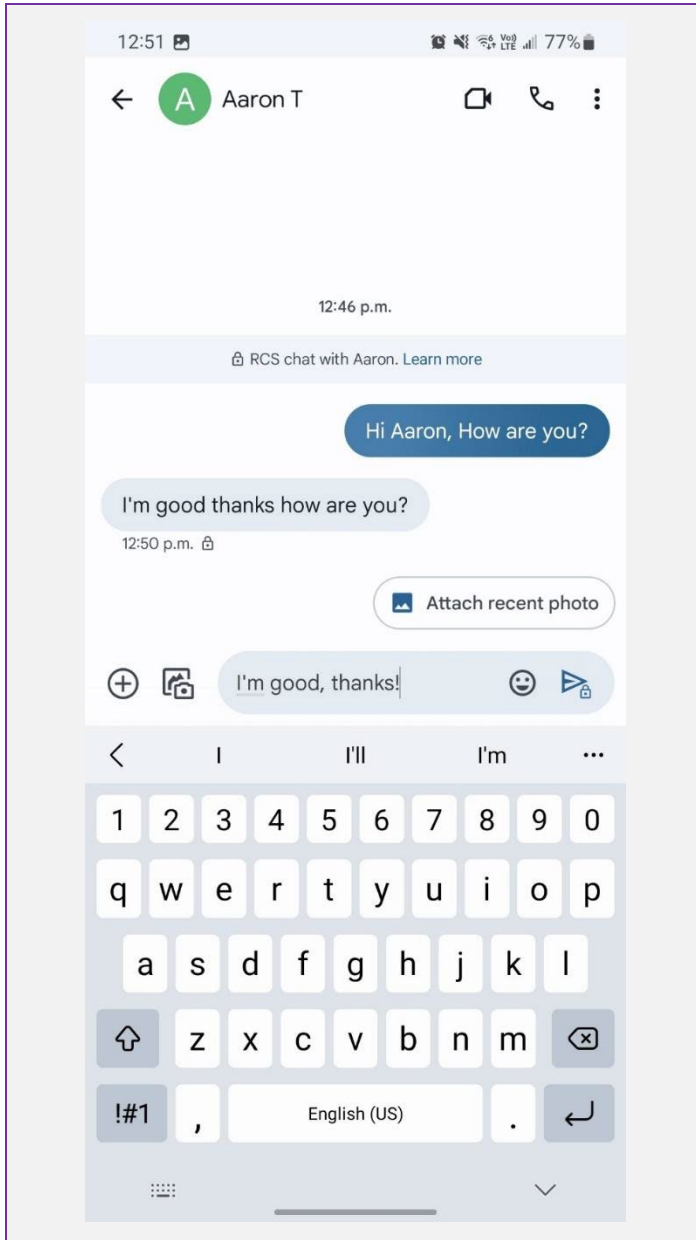 12:51 Vo)) LTE 77%
A Aaron T
12:46 p.m.
RCS chat with Aaron. Learn more
Hi Aaron, How are you?
I'm good thanks how are you?
12:50 p.m.
Attach recent photo
I'm good, thanks!
I I'll I'm
1 2 3 4 5 6 7 8 9 0
q w e r t y u i o p
a s d f g h j k l
z x c v b n m
!#1 , English (US) .